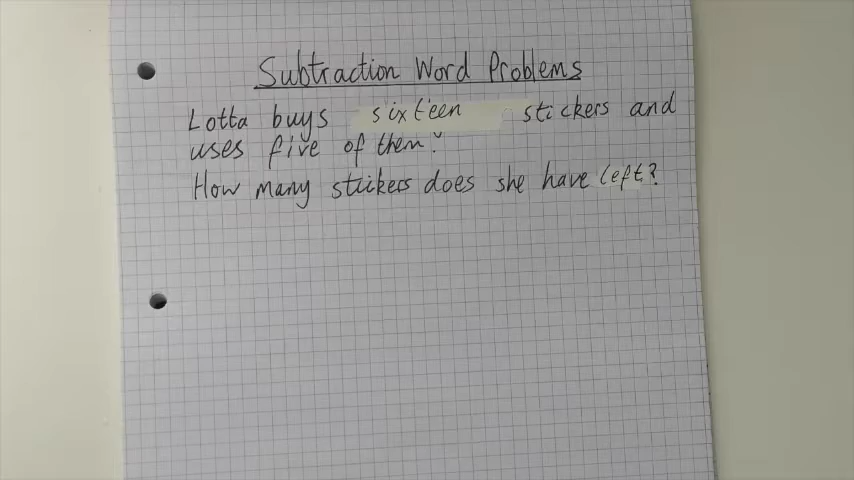 Subtraction Word Problems
Lotta buys sixteen stickers and
uses five of them?
How many stickers does she have left?